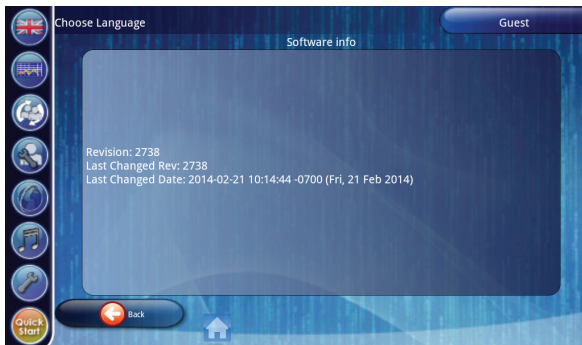 Choose Language
Guest
Software info
Revision: 2738
Last Changed Rev: 2738
Last Changed Date: 2014-02-21 10:14:44 -0700 (Fri, 21 Feb 2014)
Back
Quick
Start